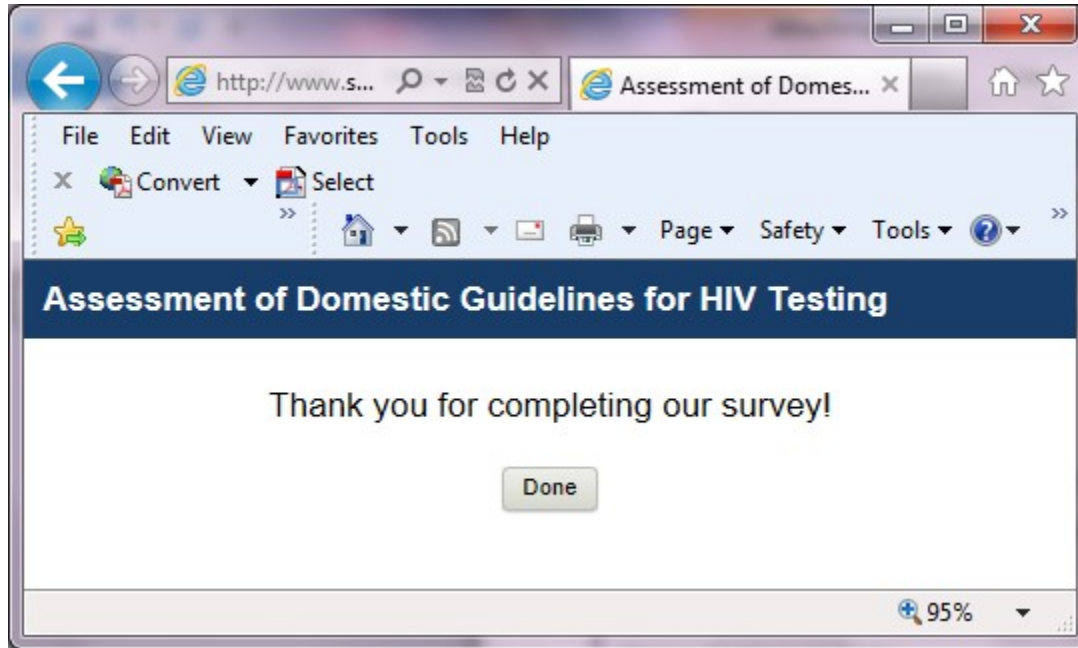 http://www.s... Assessment of Domes...
File Edit View Favorites Tools Help
Convert Select
Page Safety Tools
Assessment of Domestic Guidelines for HIV Testing
Thank you for completing our survey!
Done
95%